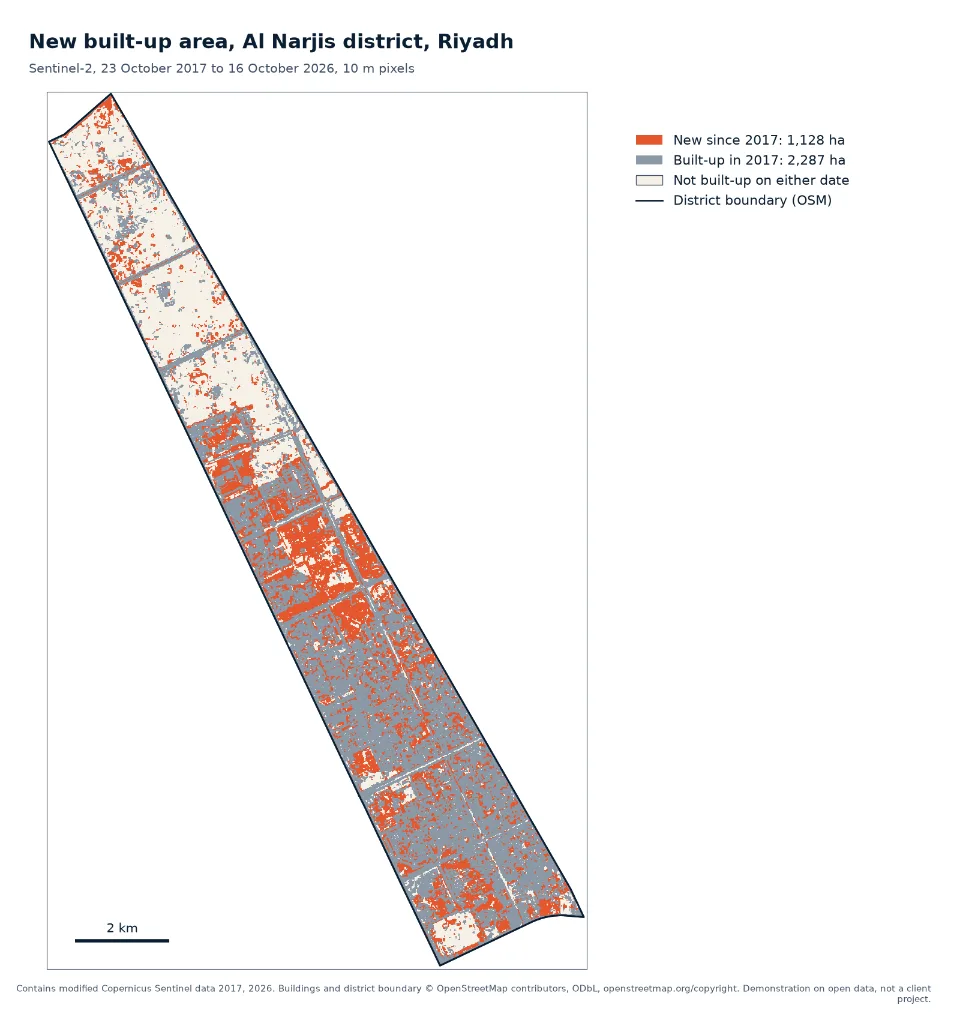 New built-up area, Al Narjis district, Riyadh
Sentinel-2, 23 October 2017 to 16 October 2026, 10 m pixels
New since 2017: 1,128 ha
Built-up in 2017: 2,287 ha
Not built-up on either date
District boundary (OSM)
2 km
Contains modified Copernicus Sentinel data 2017, 2026. Buildings and district boundary © OpenStreetMap contributors, ODbL, openstreetmap.org/copyright. Demonstration on open data, not a client
project.